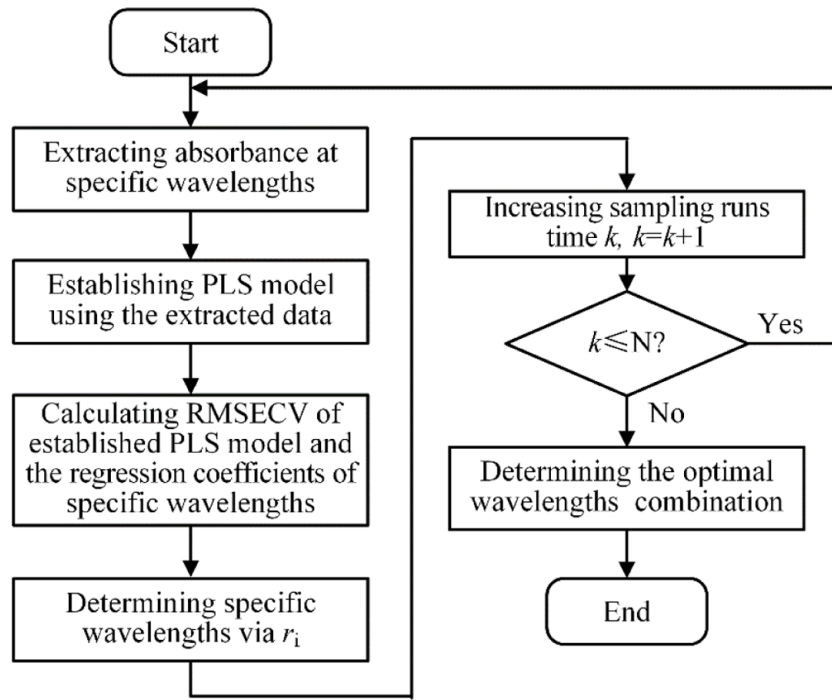 Start
Extracting absorbance at
specific wavelengths
Establishing PLS model
using the extracted data
Calculating RMSECV of
established PLS model and
the regression coefficients of
specific wavelengths
Determining specific
wavelengths via rᵢ
Increasing sampling runs
time k, k=k+1
k⩽N?
Yes
No
Determining the optimal
wavelengths combination
End